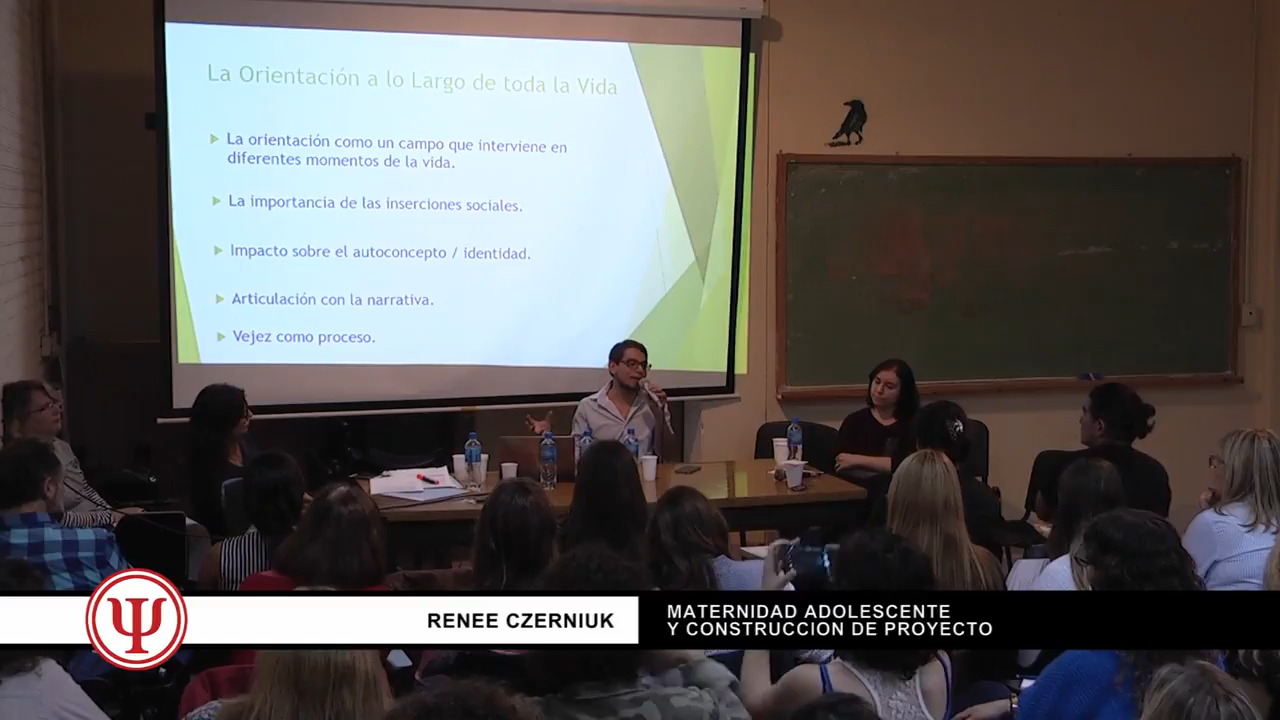 La Orientación a lo Largo de toda la Vida
La orientación como un campo que interviene en
diferentes momentos de la vida.
La importancia de las inserciones sociales.
Impacto sobre el autoconcepto / identidad.
Articulación con la narrativa.
Vejez como proceso.
Ψ
RENEE CZERNIUK
MATERNIDAD ADOLESCENTE
Y CONSTRUCCION DE PROYECTO